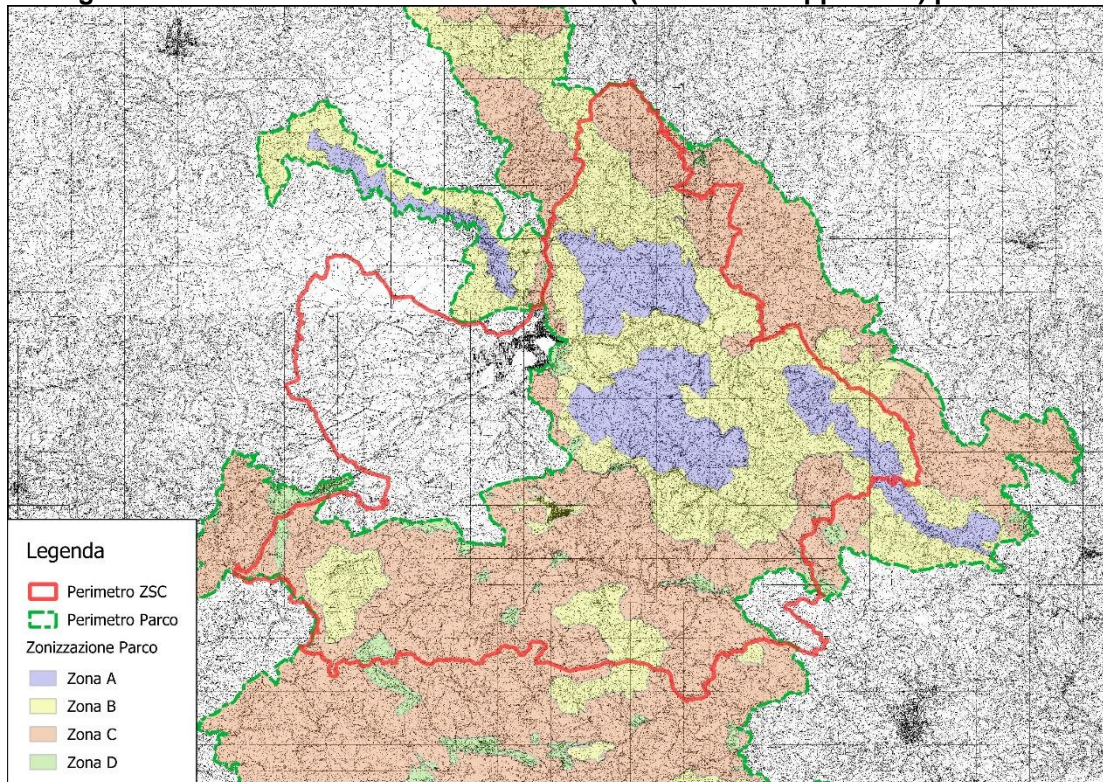 Legenda
Perimetro ZSC
Perimetro Parco
Zonizzazione Parco
Zona A
Zona B
Zona C
Zona D